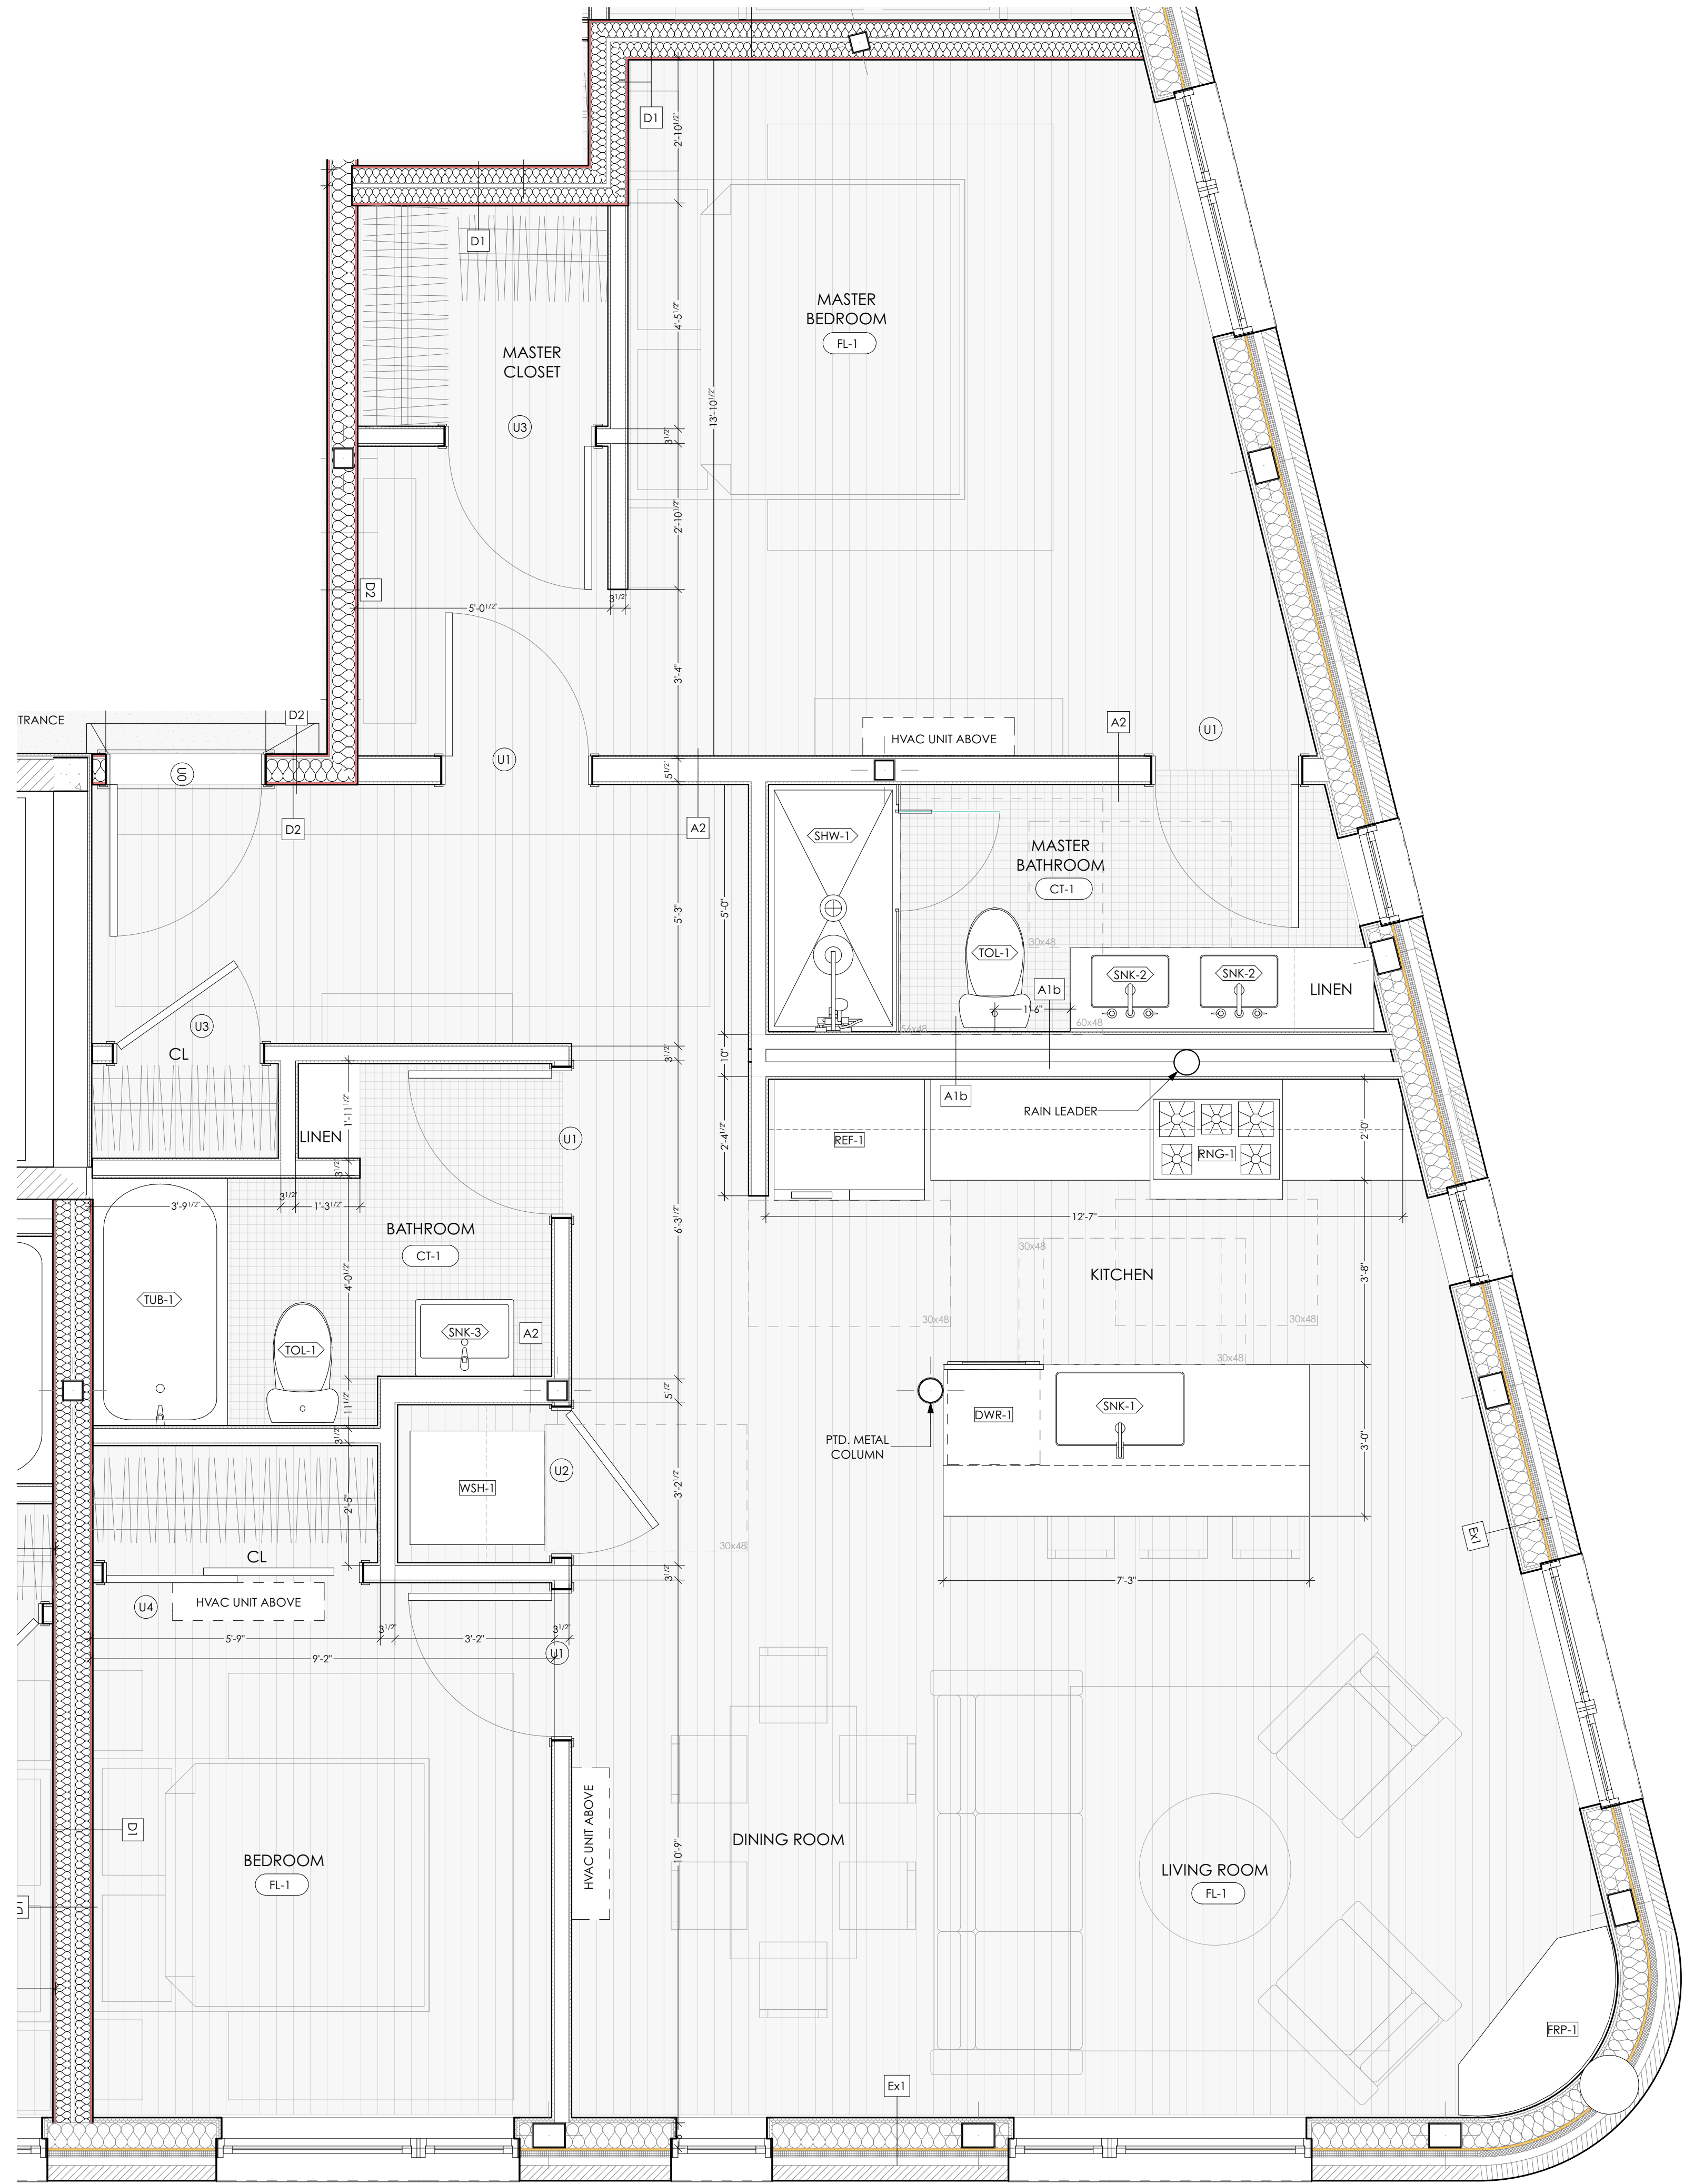 D1
2'-10 1/2"
D1
MASTER
BEDROOM
FL-1
4'-5 1/2"
MASTER
CLOSET
13'-10 1/2"
U3
3 1/2"
2'-10 1/2"
D2
5'-0 1/2"
3 1/2"
3'-4"
TRANCE
D2
A2
U1
HVAC UNIT ABOVE
U0
U1
5 1/2"
D2
A2
SHW-1
MASTER
BATHROOM
CT-1
5'-3"
5'-0"
30x48
TOL-1
SNK-2
SNK-2
LINEN
A1b
1'-6"
U3
56x48
60x48
CL
3 1/2"
10"
A1b
RAIN LEADER
1'-11 1/2"
LINEN
U1
2'-4 1/2"
REF-1
RNG-1
2'-0"
3 1/2"
3'-9 1/2"
3 1/2"
1'-3 1/2"
12'-7"
BATHROOM
CT-1
6'-3 1/2"
30x48
KITCHEN
3'-8"
4'-0 1/2"
TUB-1
30x48
30x48
SNK-3
A2
TOL-1
30x48
5 1/2"
11 1/2"
DWR-1
SNK-1
3 1/2"
PTD. METAL
COLUMN
3'-0"
U2
WSH-1
3'-2 1/2"
2'-5"
30x48
Ex1
CL
3 1/2"
7'-3"
U4
HVAC UNIT ABOVE
5'-9"
3 1/2"
3'-2"
3 1/2"
9'-2"
U1
D1
HVAC UNIT ABOVE
10'-9"
DINING ROOM
BEDROOM
FL-1
LIVING ROOM
FL-1
FRP-1
Ex1